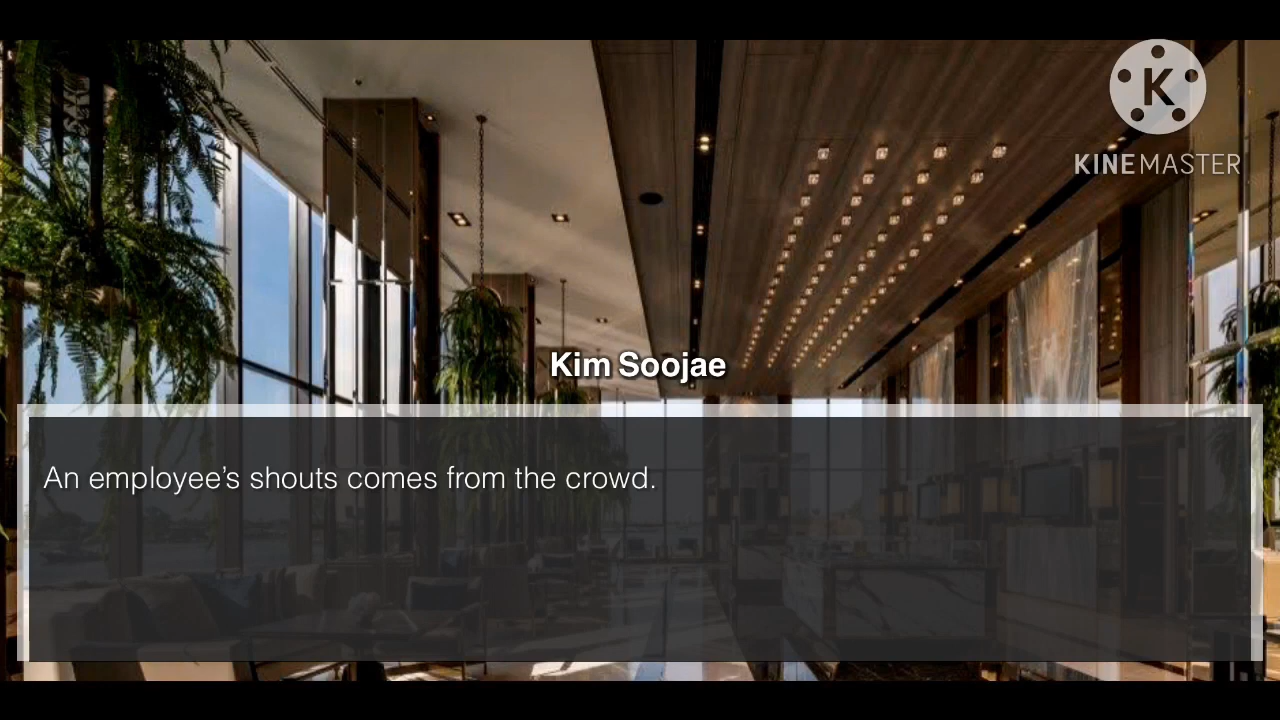 K
KINEMASTER
Kim Soojae
An employee’s shouts comes from the crowd.